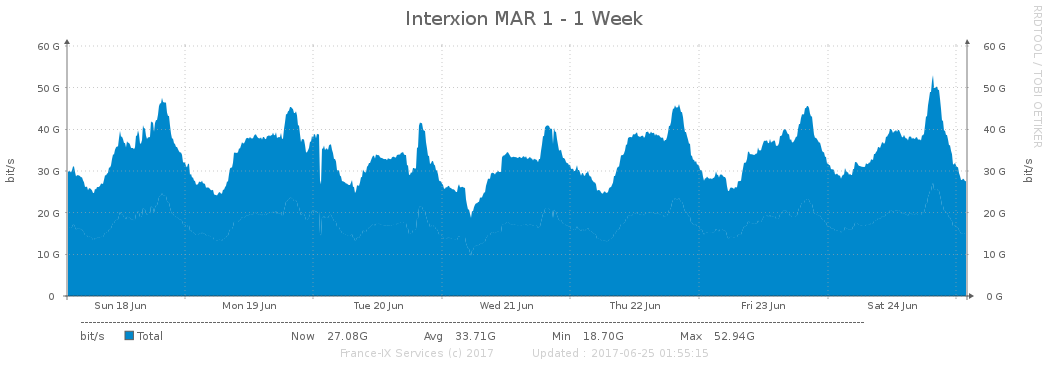 Interxion MAR 1 - 1 Week
RRDTOOL / TOBI OETIKER
bit/s
60 G 60 G
50 G 50 G
40 G 40 G
30 G 30 G
20 G 20 G
10 G 10 G
0 0 G
bit/s
Sun 18 Jun Mon 19 Jun Tue 20 Jun Wed 21 Jun Thu 22 Jun Fri 23 Jun Sat 24 Jun
bit/s Total Now 27.08G Avg 33.71G Min 18.70G Max 52.94G
France-IX Services (c) 2017 Updated : 2017-06-25 01:55:15